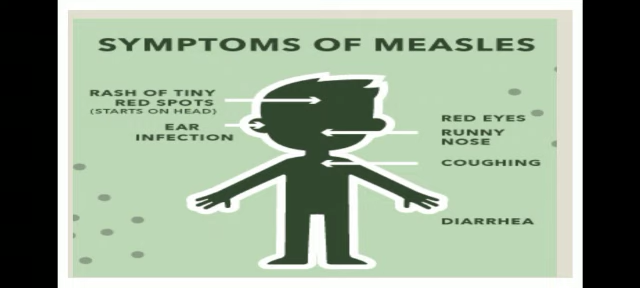 SYMPTOMS OF MEASLES
RASH OF TINY
RED SPOTS
(STARTS ON HEAD)
EAR
INFECTION
RED EYES
RUNNY
NOSE
COUGHING
DIARRHEA